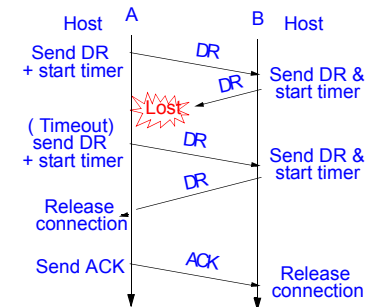 Host A B Host
Send DR
+ start timer
DR
Send DR &
start timer
DR
Lost
( Timeout)
send DR
+ start timer
DR
Send DR &
start timer
DR
Release
connection
Send ACK
ACK
Release
connection